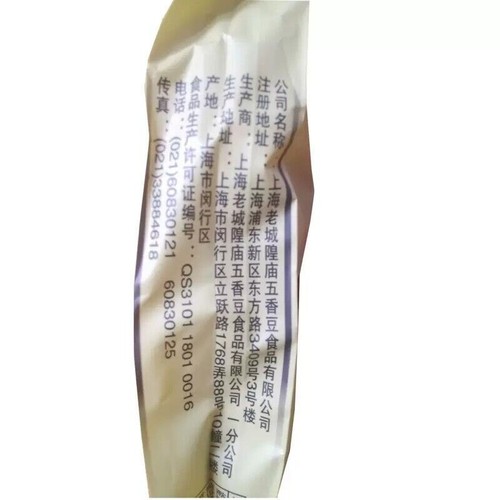 公司名称：上海老城隍庙五香豆食品有限公司
注册地址：上海浦东新区东方路3409号3号楼
生产商：上海老城隍庙五香豆食品有限公司一分公司
生产地址：上海市闵行区立跃路1768弄88号1Q幢二楼
产地：上海市闵行区
食品生产许可证编号：QS3101 1801 0016
电话：(021)60830121 60830125
传真：(021)33884618